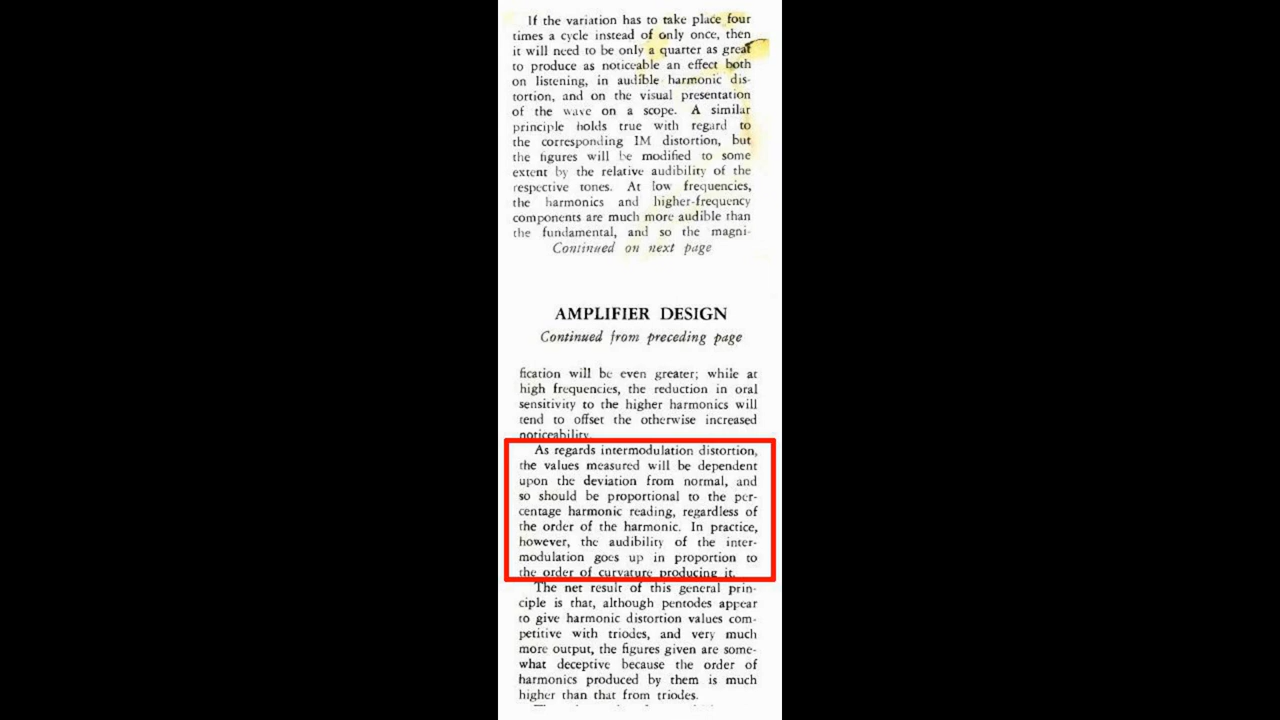 If the variation has to take place four
times a cycle instead of only once, then
it will need to be only a quarter as great
to produce as noticeable an effect both
on listening, in audible harmonic dis-
tortion, and on the visual presentation
of the wave on a scope. A similar
principle holds true with regard to
the corresponding IM distortion, but
the figures will be modified to some
extent by the relative audibility of the
respective tones. At low frequencies,
the harmonics and higher-frequency
components are much more audible than
the fundamental, and so the magni-
Continued on next page
AMPLIFIER DESIGN
Continued from preceding page
fication will be even greater; while at
high frequencies, the reduction in oral
sensitivity to the higher harmonics will
tend to offset the otherwise increased
noticeability.
As regards intermodulation distortion,
the values measured will be dependent
upon the deviation from normal, and
so should be proportional to the per-
centage harmonic reading, regardless of
the order of the harmonic. In practice,
however, the audibility of the inter-
modulation goes up in proportion to
the order of curvature producing it.
The net result of this general prin-
ciple is that, although pentodes appear
to give harmonic distortion values com-
petitive with triodes, and very much
more output, the figures given are some-
what deceptive because the order of
harmonics produced by them is much
higher than that from triodes.